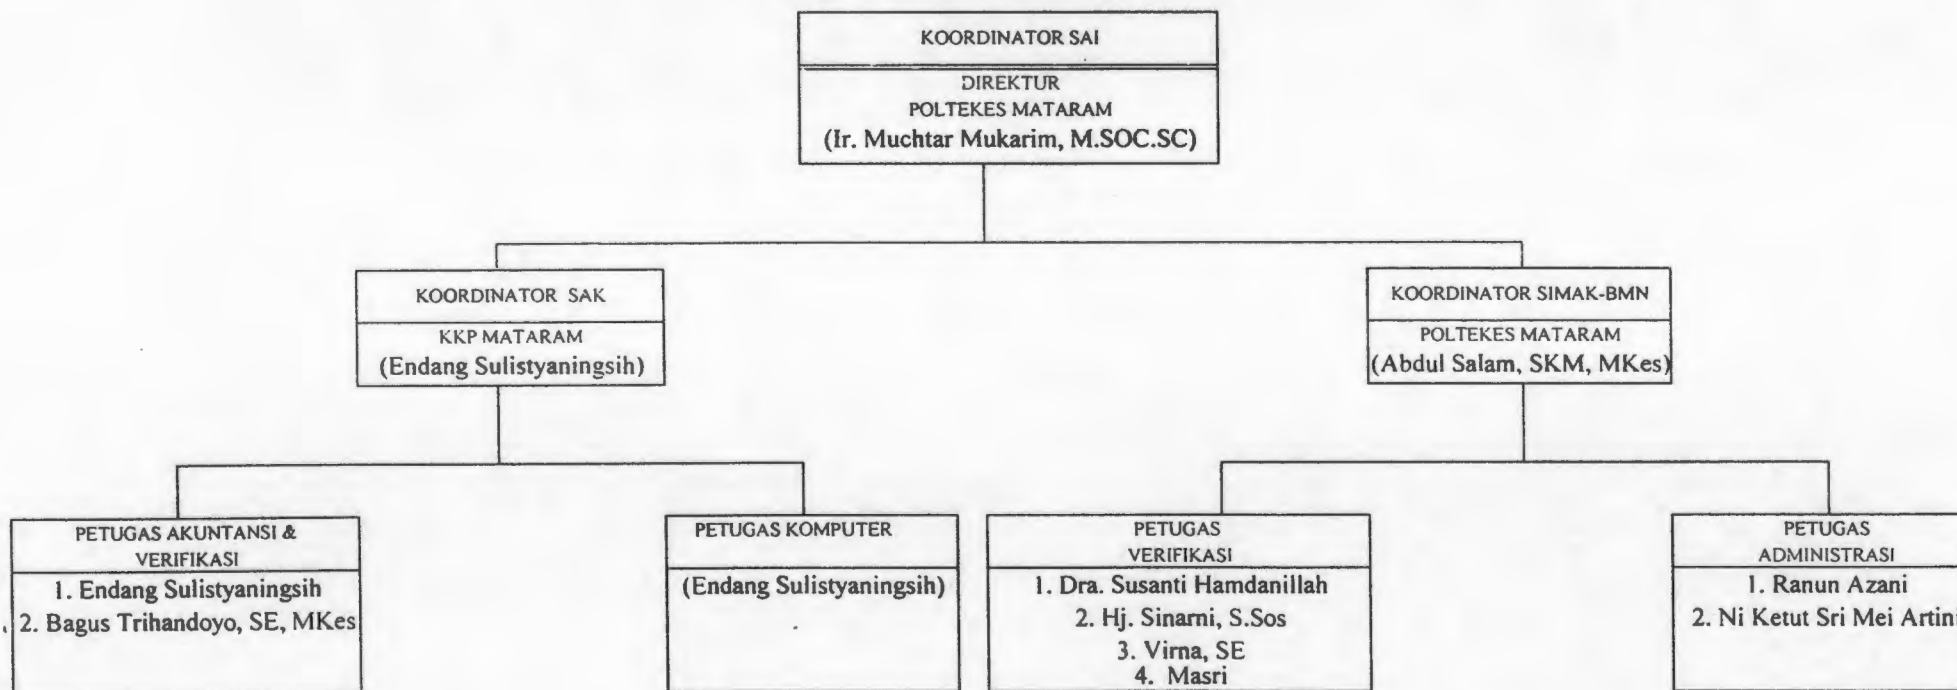 KOORDINATOR SAI
DIREKTUR
POLTEKES MATARAM
(Ir. Muchtar Mukarim, M.SOC.SC)
KOORDINATOR SAK
KKP MATARAM
(Endang Sulistyaningsih)
KOORDINATOR SIMAK-BMN
POLTEKES MATARAM
(Abdul Salam, SKM, MKes)
PETUGAS AKUNTANSI &
VERIFIKASI
1. Endang Sulistyaningsih
2. Bagus Trihandoyo, SE, MKes
PETUGAS KOMPUTER
(Endang Sulistyaningsih)
PETUGAS
VERIFIKASI
1. Dra. Susanti Hamdanillah
2. Hj. Sinarni, S.Sos
3. Virna, SE
4. Masri
PETUGAS
ADMINISTRASI
1. Ranun Azani
2. Ni Ketut Sri Mei Artini